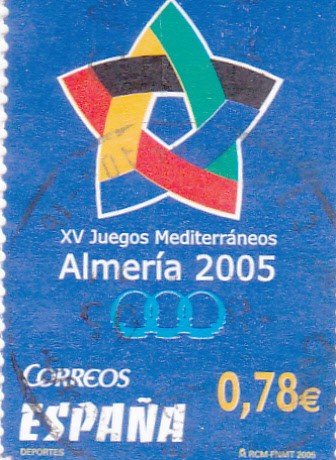 XV Juegos Mediterráneos
Almería 2005
CORREOS
ESPAÑA
0,78€
DEPORTES
RCM-FNMT 2005